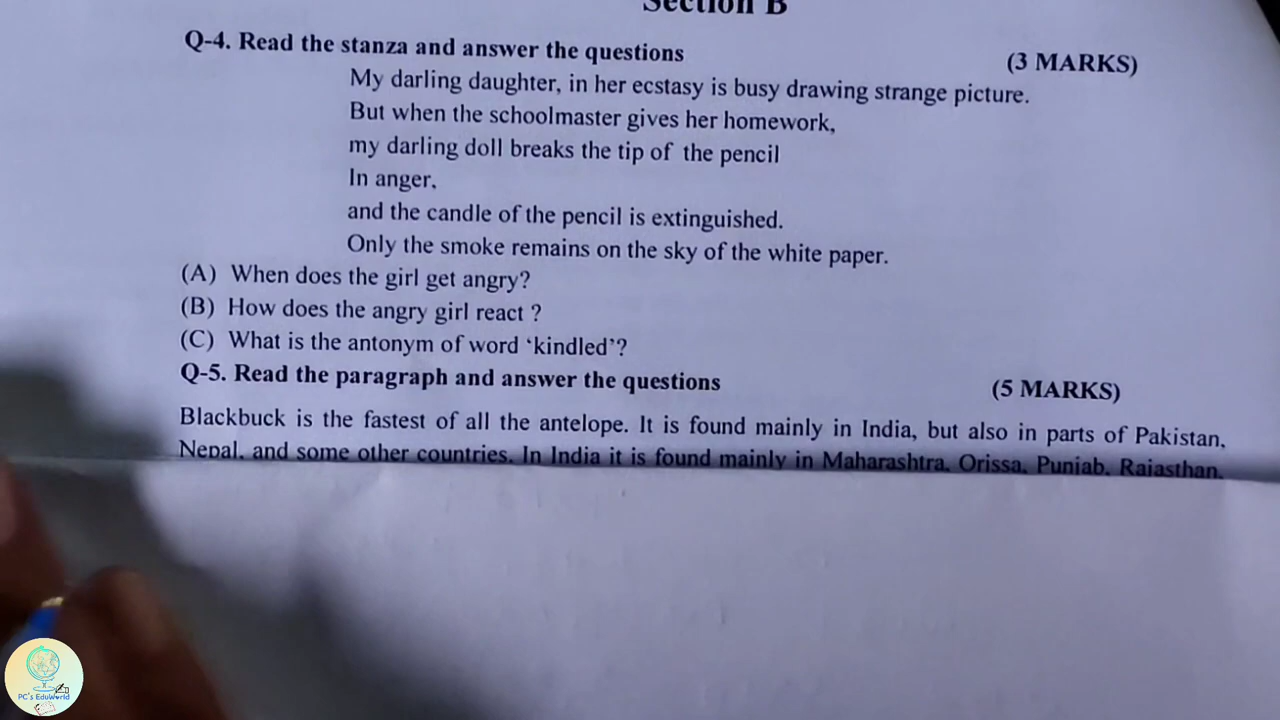 Section B
Q-4. Read the stanza and answer the questions (3 MARKS)
My darling daughter, in her ecstasy is busy drawing strange picture.
But when the schoolmaster gives her homework,
my darling doll breaks the tip of the pencil
In anger,
and the candle of the pencil is extinguished.
Only the smoke remains on the sky of the white paper.
(A) When does the girl get angry?
(B) How does the angry girl react ?
(C) What is the antonym of word ‘kindled’?
Q-5. Read the paragraph and answer the questions (5 MARKS)
Blackbuck is the fastest of all the antelope. It is found mainly in India, but also in parts of Pakistan,
Nepal, and some other countries. In India it is found mainly in Maharashtra, Orissa, Punjab, Rajasthan,
PC's EduWorld